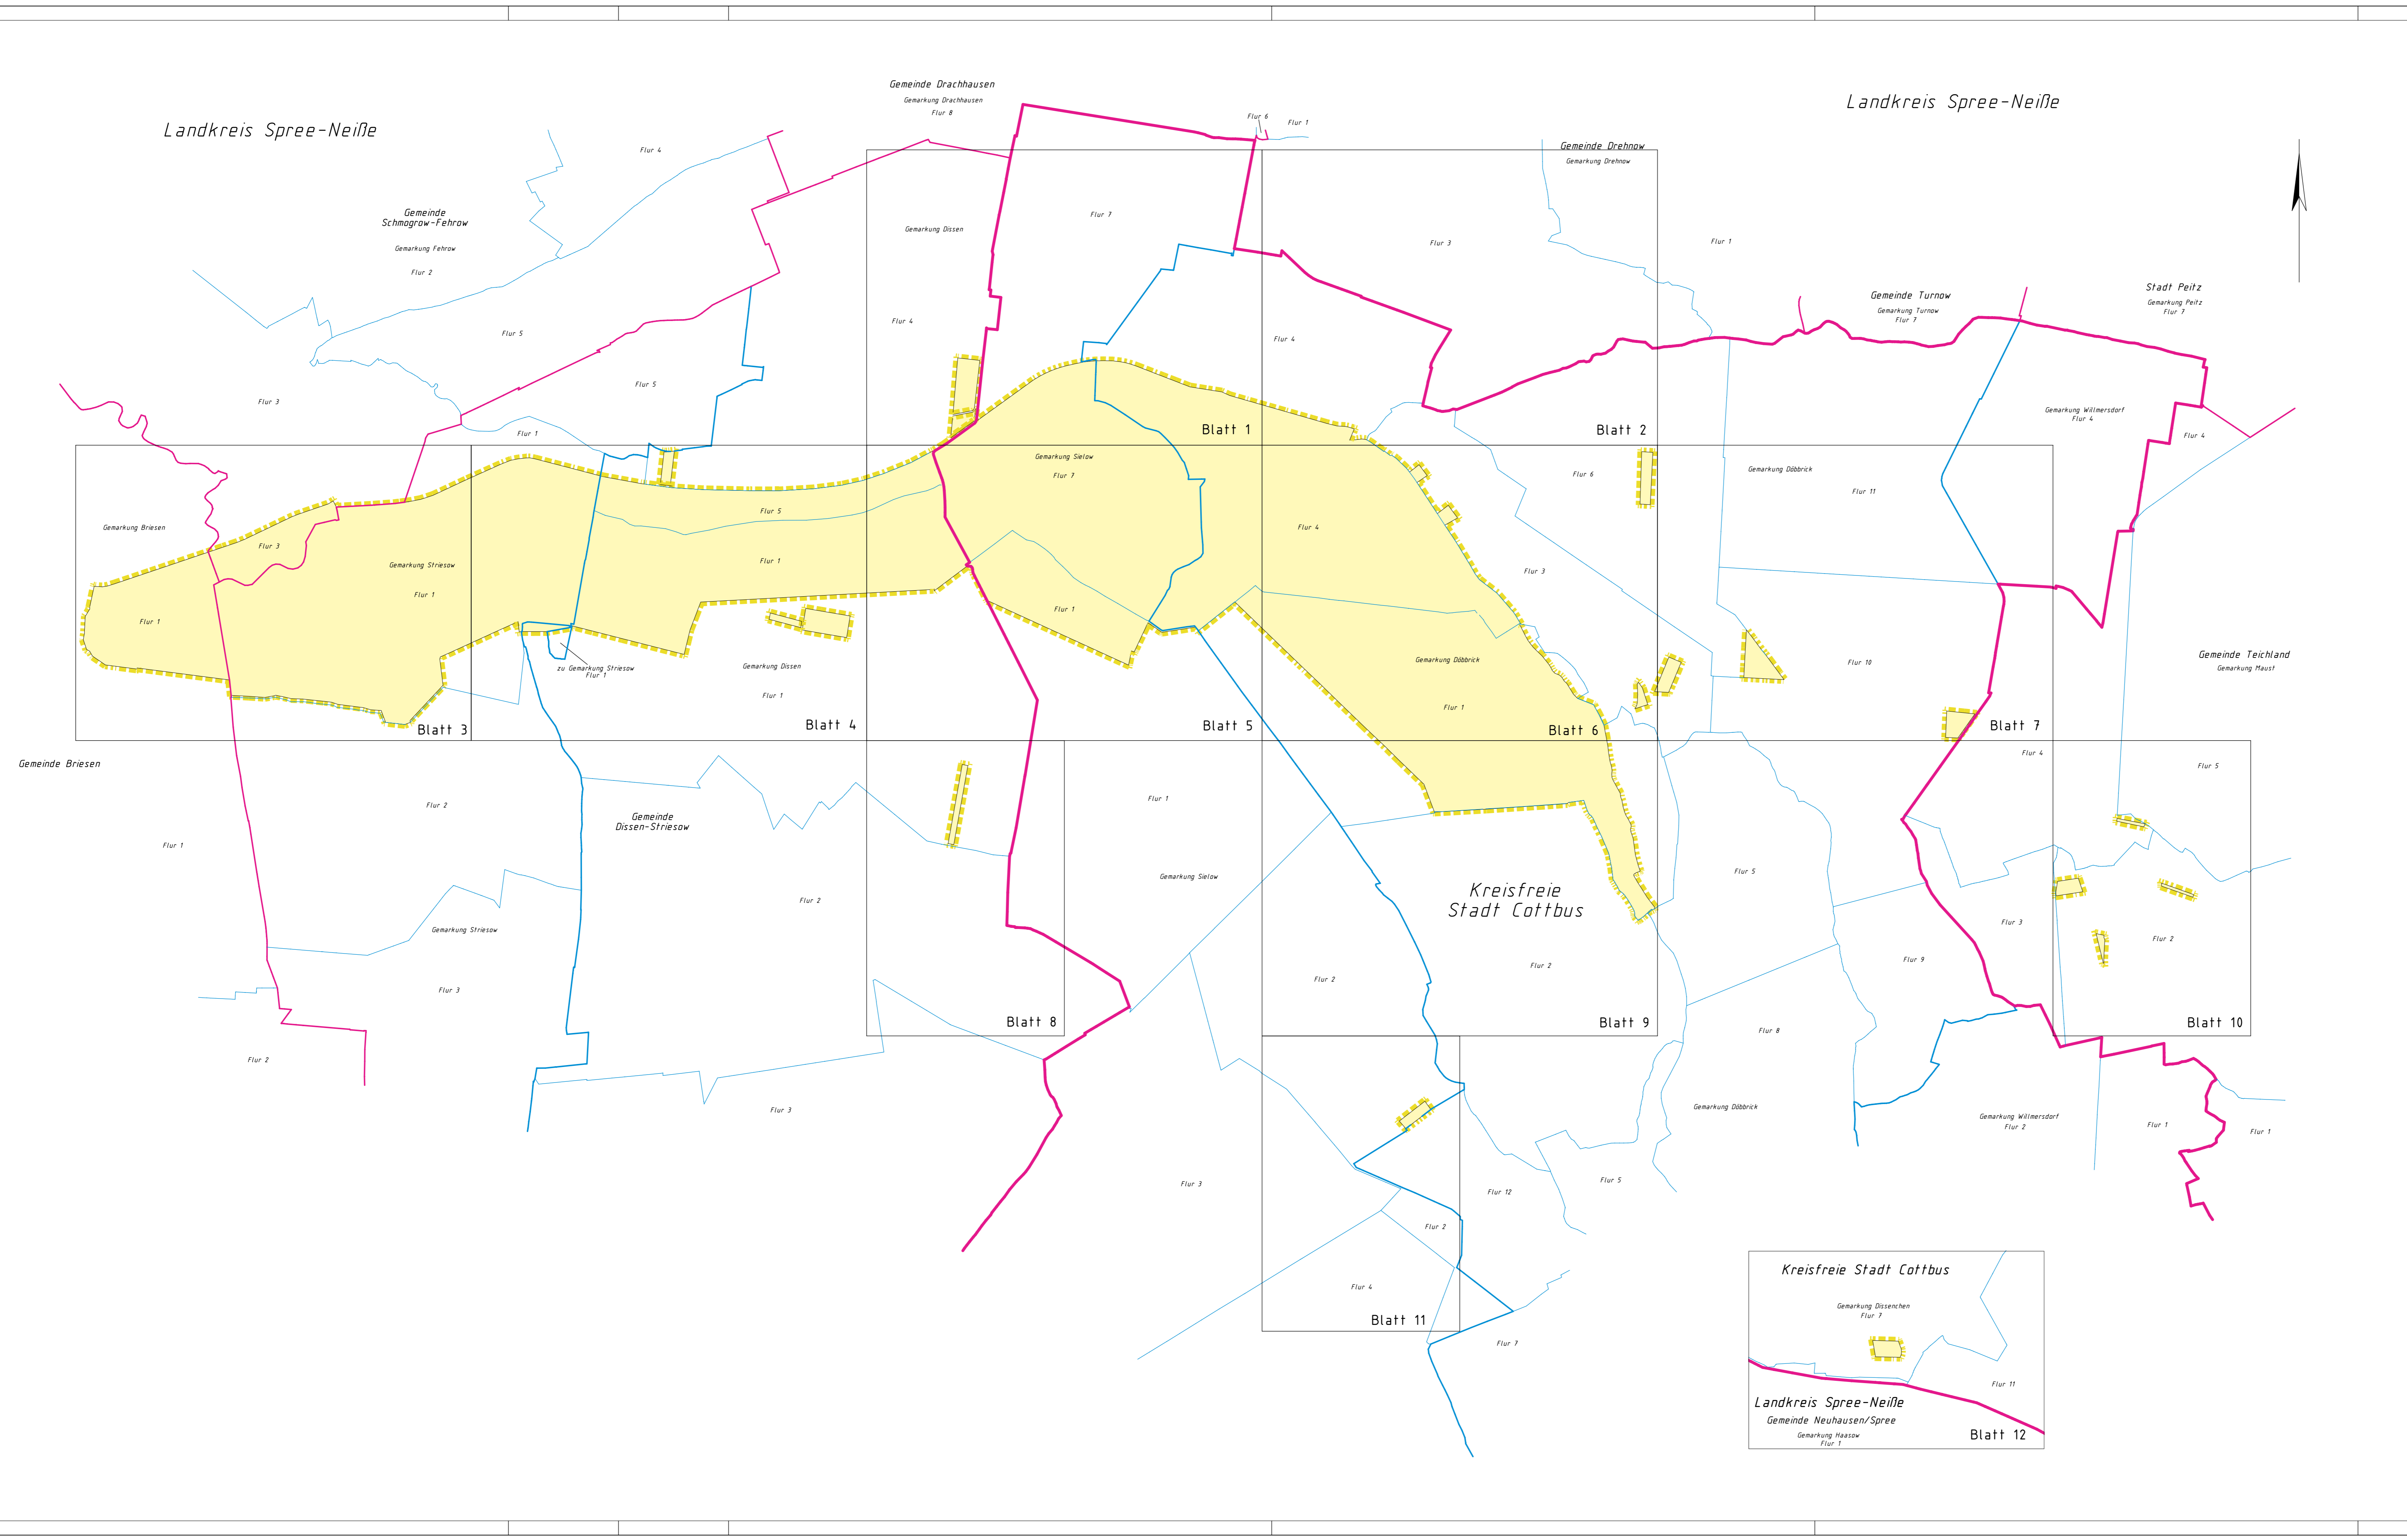 Gemeinde Drachhausen
Gemarkung Drachhausen
Flur 8
Landkreis Spree-Neiße
Landkreis Spree-Neiße
Flur 6
Flur 1
Flur 4
Gemeinde Drehnow
Gemarkung Drehnow
Gemeinde
Schmogrow-Fehrow
Gemarkung Fehrow
Flur 2
Gemarkung Dissen
Flur 7
Flur 3
Flur 1
Stadt Peitz
Gemarkung Peitz
Flur 7
Gemeinde Turnow
Gemarkung Turnow
Flur 7
Flur 5
Flur 4
Flur 4
Flur 5
Flur 3
Flur 1
Gemarkung Willmersdorf
Flur 4
Flur 4
Blatt 1
Blatt 2
Gemarkung Sielow
Flur 7
Flur 6
Gemarkung Döbbrick
Flur 11
Gemarkung Briesen
Flur 3
Flur 5
Flur 4
Gemarkung Striesow
Flur 1
Flur 1
Flur 3
Flur 1
Flur 1
zu Gemarkung Striesow
Flur 1
Gemarkung Dissen
Flur 1
Gemarkung Döbbrick
Flur 1
Flur 10
Gemeinde Teichland
Gemarkung Maust
Blatt 3
Blatt 4
Blatt 5
Blatt 6
Blatt 7
Gemeinde Briesen
Flur 4
Flur 5
Flur 2
Gemeinde
Dissen-Striesow
Flur 1
Flur 1
Gemarkung Sielow
Flur 5
Kreisfreie
Stadt Cottbus
Flur 2
Gemarkung Striesow
Flur 3
Flur 2
Flur 2
Flur 2
Flur 9
Flur 3
Blatt 8
Blatt 9
Blatt 10
Flur 2
Flur 8
Flur 3
Gemarkung Döbbrick
Gemarkung Willmersdorf
Flur 2
Flur 1
Flur 1
Flur 3
Flur 12
Flur 5
Flur 2
Flur 4
Blatt 11
Flur 7
Kreisfreie Stadt Cottbus
Gemarkung Dissenchen
Flur 7
Flur 11
Landkreis Spree-Neiße
Gemeinde Neuhausen/Spree
Gemarkung Haasow
Flur 1
Blatt 12